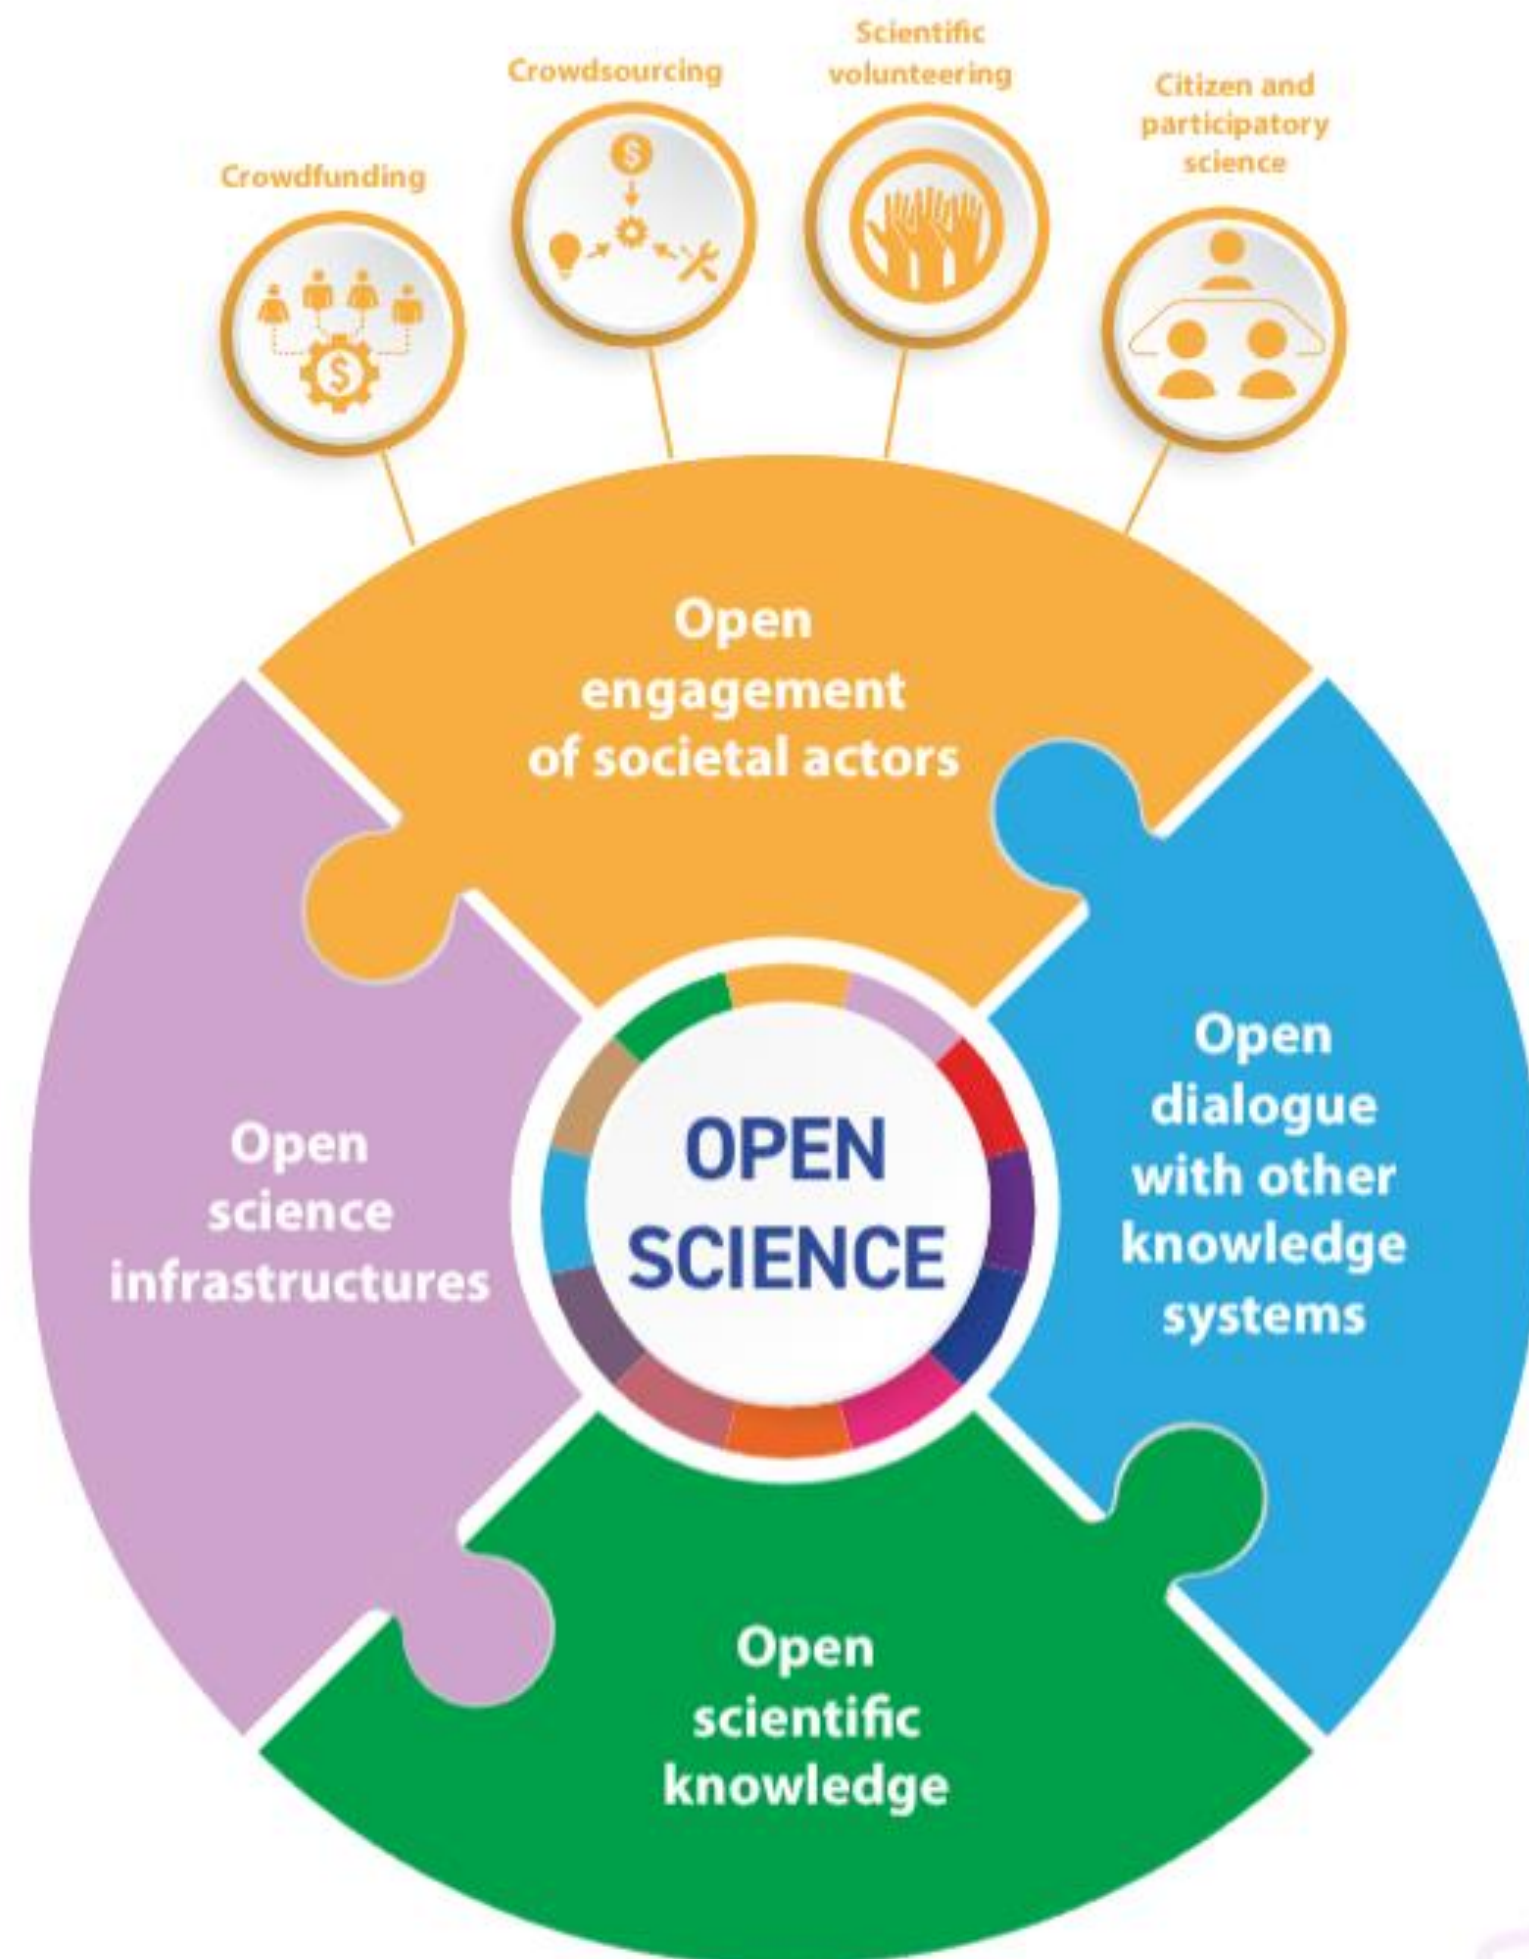 Crowdfunding
Crowdsourcing
Scientific
volunteering
Citizen and
participatory
science
$
$
Open
engagement
of societal actors
Open
science
infrastructures
OPEN
SCIENCE
Open
dialogue
with other
knowledge
systems
Open
scientific
knowledge